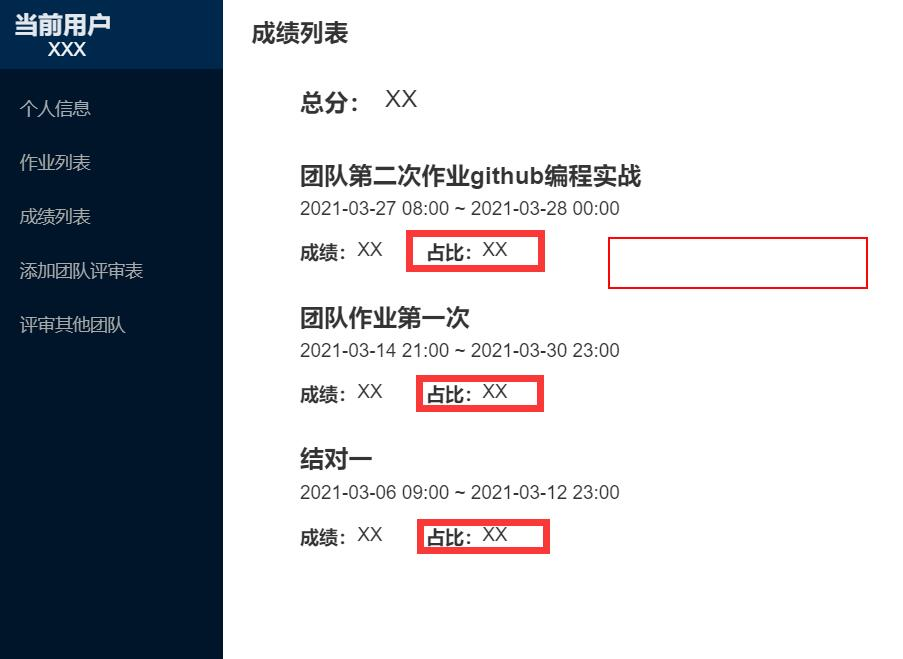 当前用户
XXX
个人信息
作业列表
成绩列表
添加团队评审表
评审其他团队
成绩列表
总分： XX
团队第二次作业github编程实战
2021-03-27 08:00 ~ 2021-03-28 00:00
成绩： XX 占比： XX
团队作业第一次
2021-03-14 21:00 ~ 2021-03-30 23:00
成绩： XX 占比： XX
结对一
2021-03-06 09:00 ~ 2021-03-12 23:00
成绩： XX 占比： XX